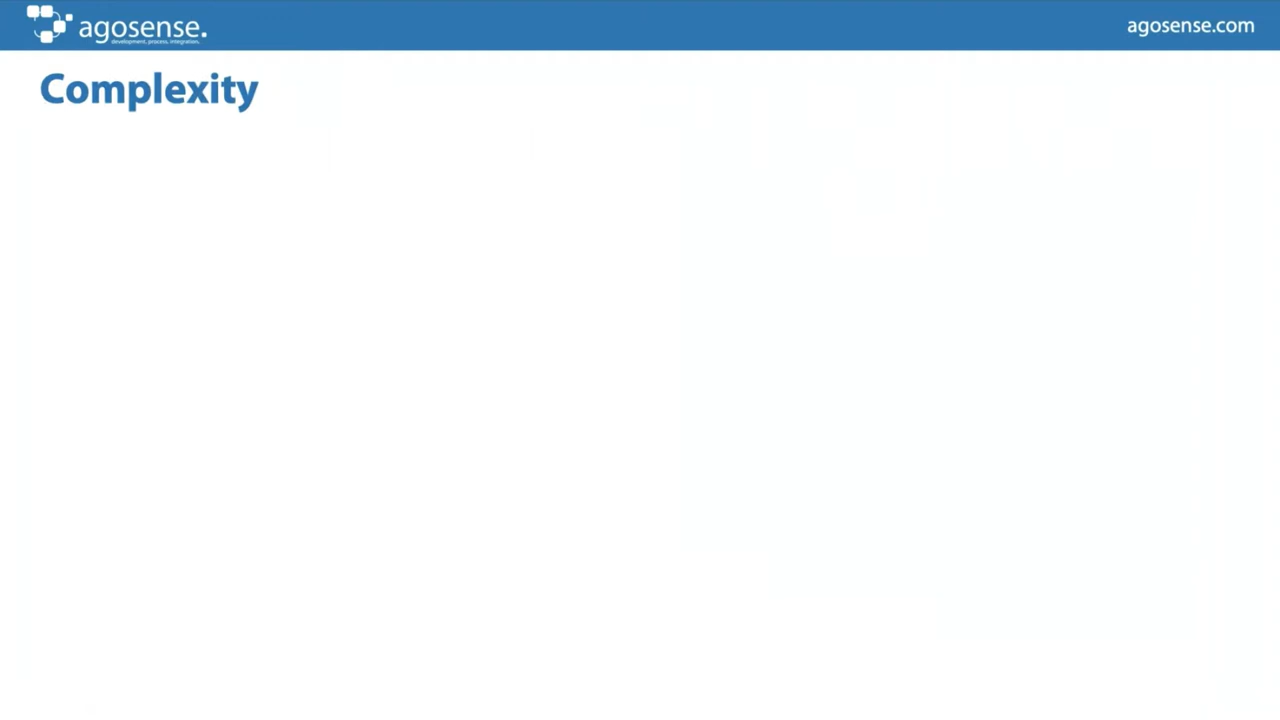 agosense.
development. process. integration.
agosense.com
Complexity